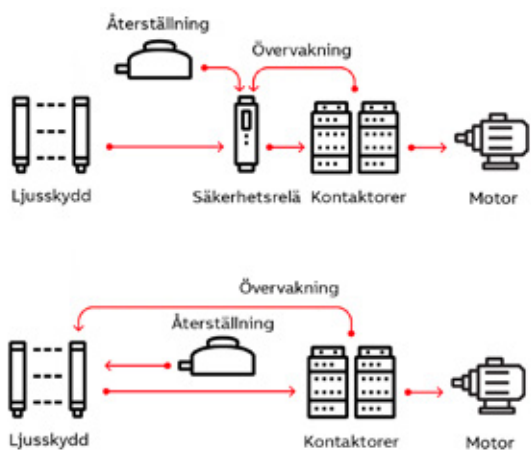 Återställning
Övervakning
Ljusskydd
Säkerhetsrelä
Kontaktorer
Motor
Övervakning
Återställning
Ljusskydd
Kontaktorer
Motor